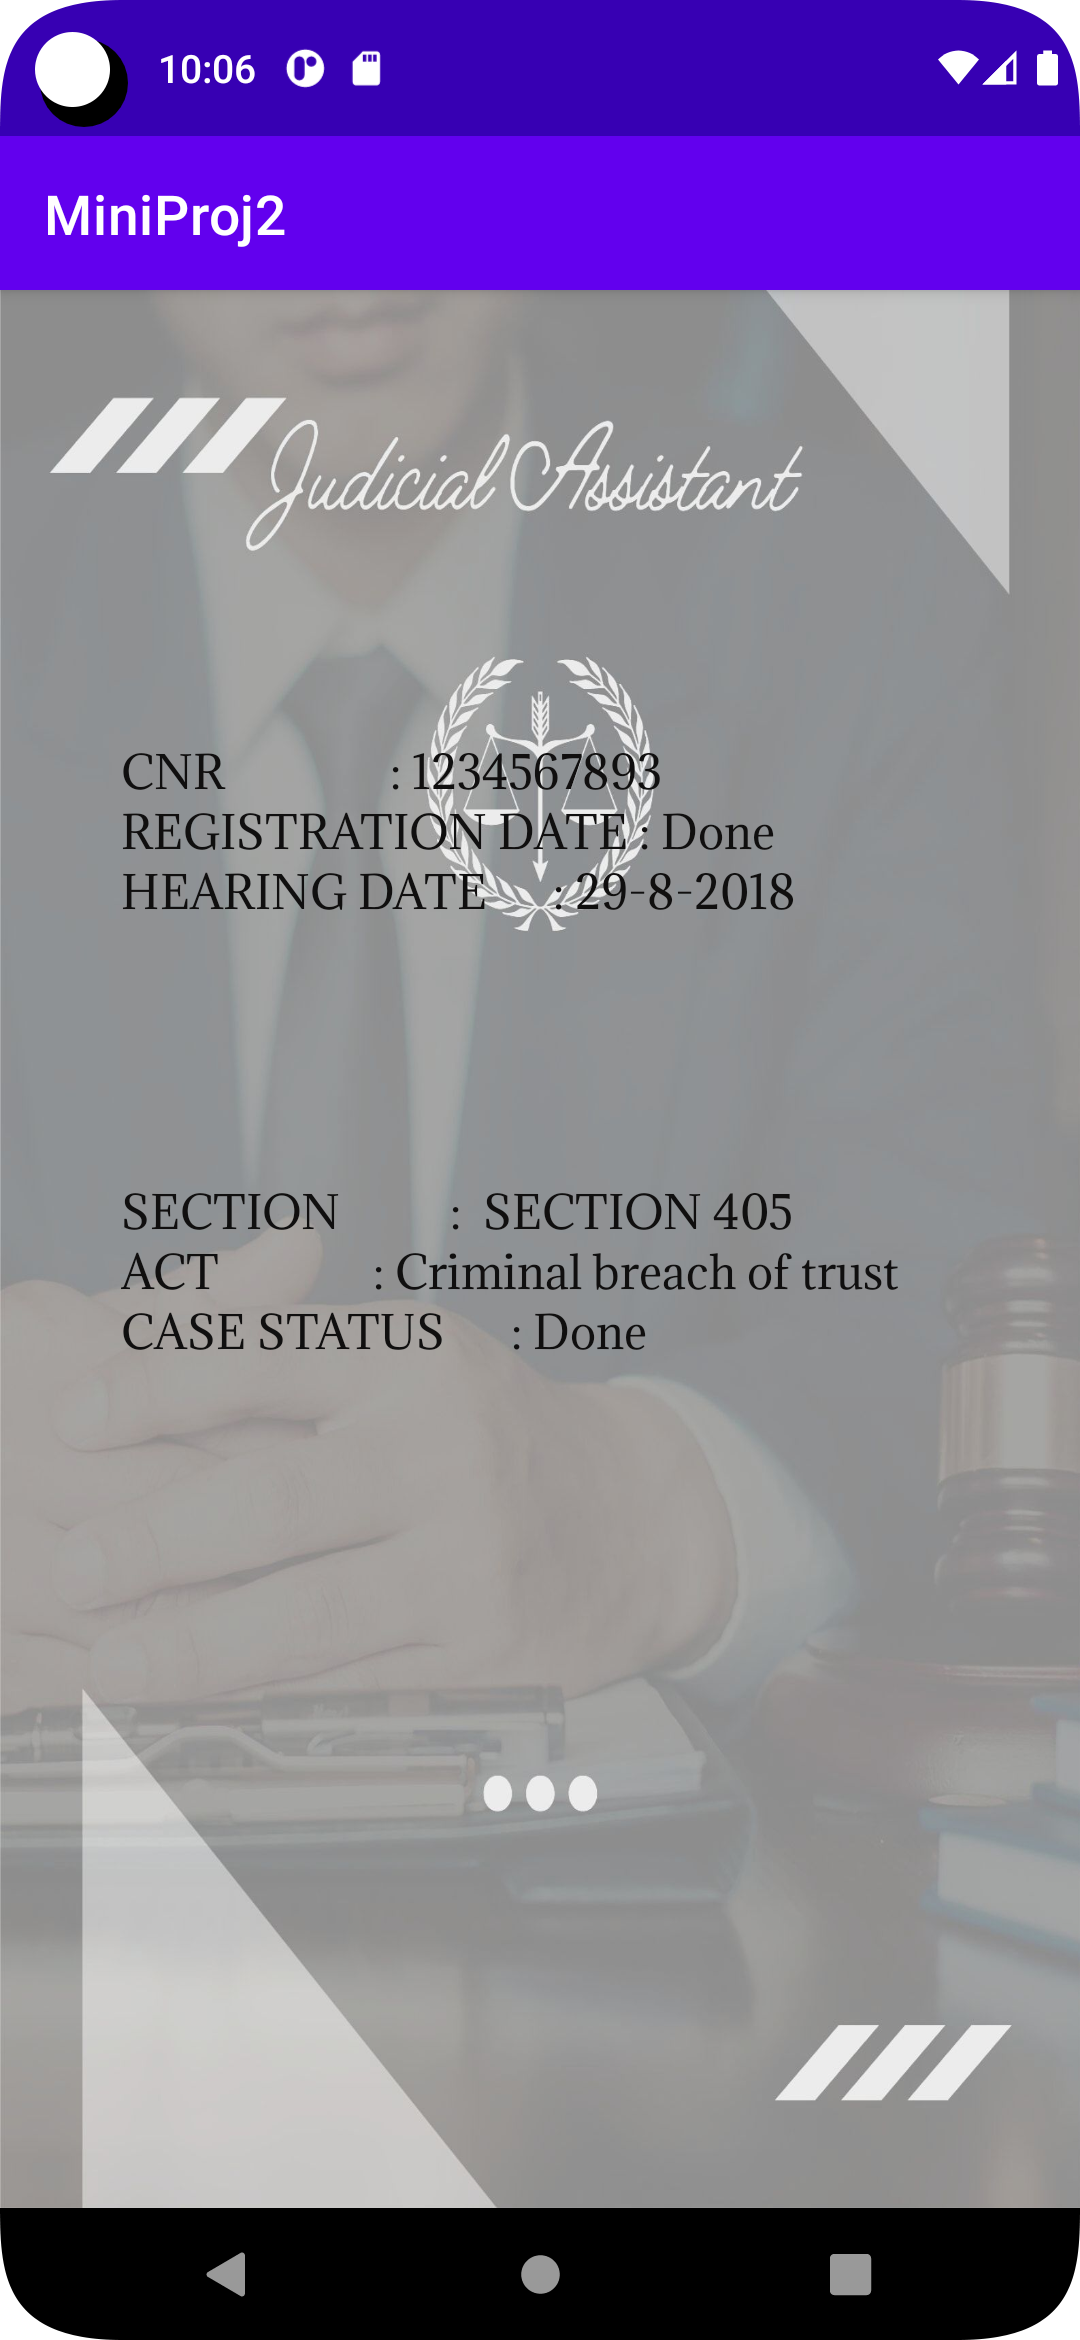 10:06
MiniProj2
Judicial Assistant
CNR : 1234567893
REGISTRATION DATE : Done
HEARING DATE : 29-8-2018
SECTION : SECTION 405
ACT : Criminal breach of trust
CASE STATUS : Done